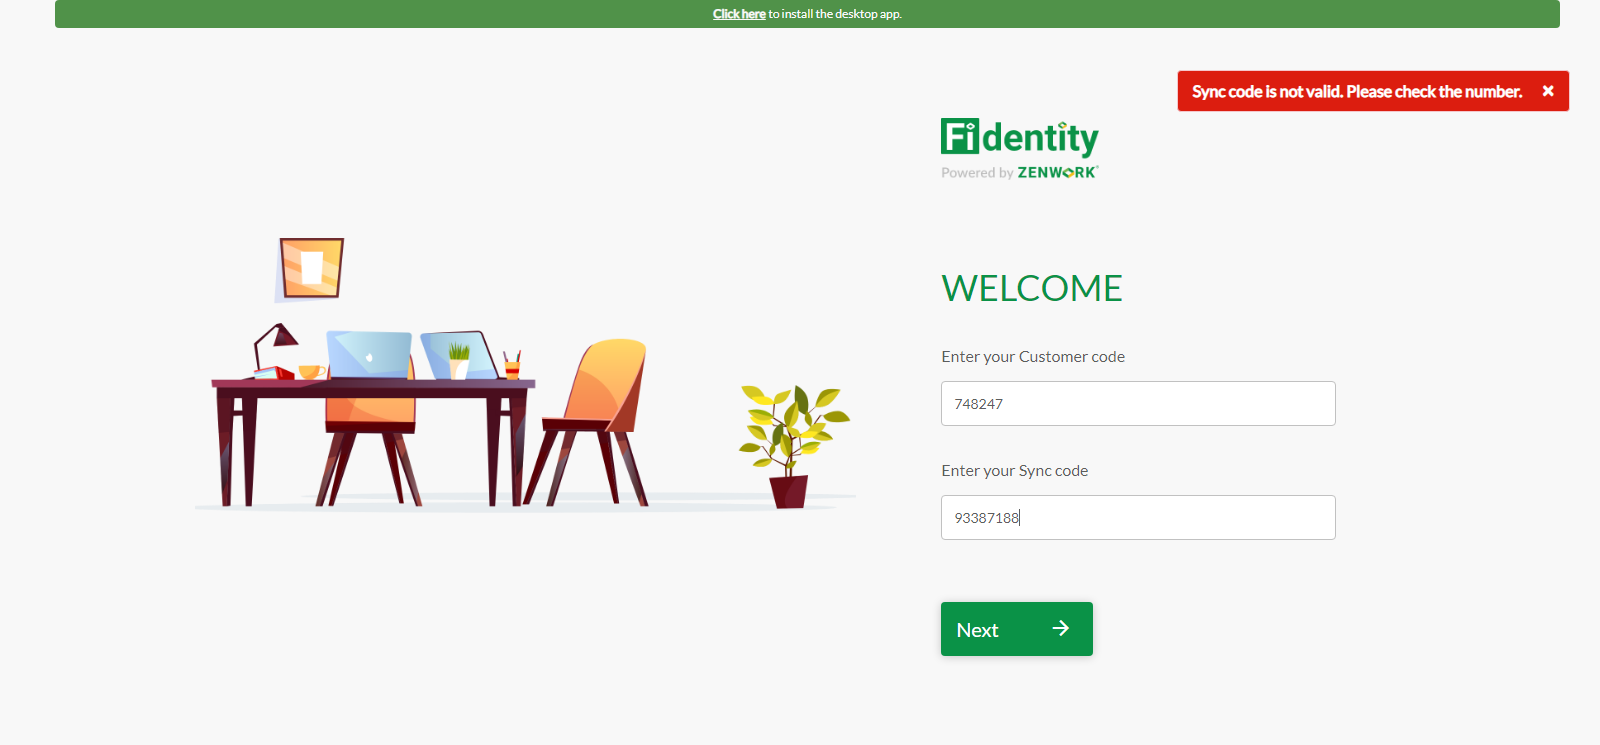 Click here to install the desktop app.
Sync code is not valid. Please check the number. ×
Fidentity
Powered by ZENWORK
WELCOME
Enter your Customer code
748247
Enter your Sync code
93387188
Next →